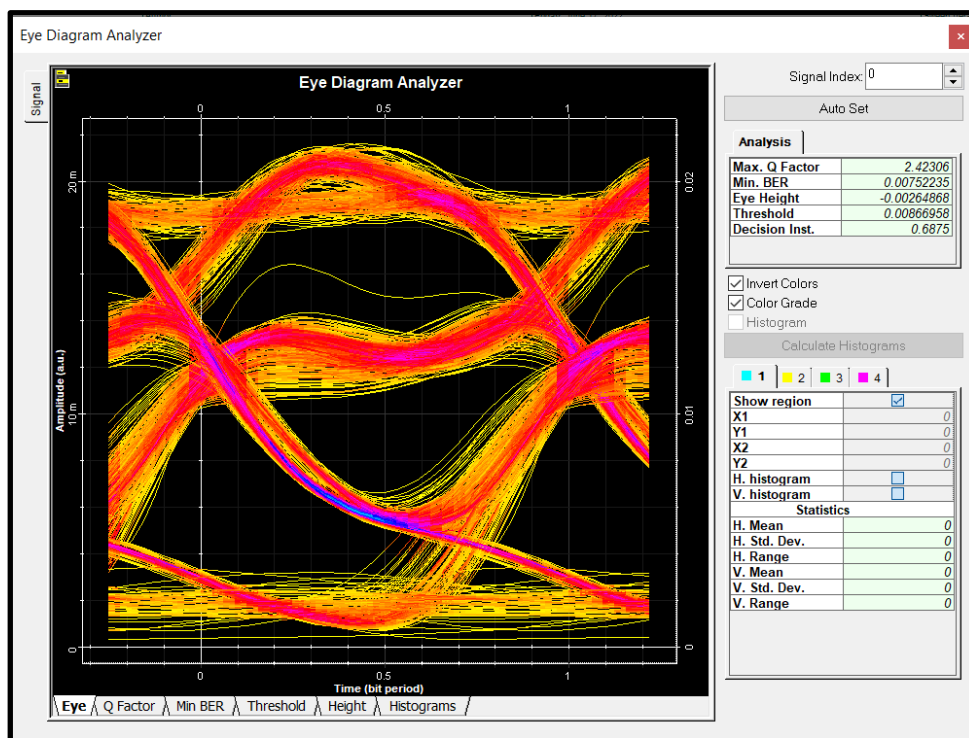 Eye Diagram Analyzer
×
Signal
Eye Diagram Analyzer
0 0.5 1
20 m
10 m
0
Amplitude (a.u.)
0.02
0.01
0
0 0.5 1
Time (bit period)
Eye Q Factor Min BER Threshold Height Histograms
Signal Index: 0
Auto Set
Analysis
Max. Q Factor 2.42306
Min. BER 0.00752235
Eye Height -0.00264868
Threshold 0.00866958
Decision Inst. 0.6875
Invert Colors
Color Grade
Histogram
Calculate Histograms
1 2 3 4
Show region
X1 0
Y1 0
X2 0
Y2 0
H. histogram
V. histogram
Statistics
H. Mean 0
H. Std. Dev. 0
H. Range 0
V. Mean 0
V. Std. Dev. 0
V. Range 0